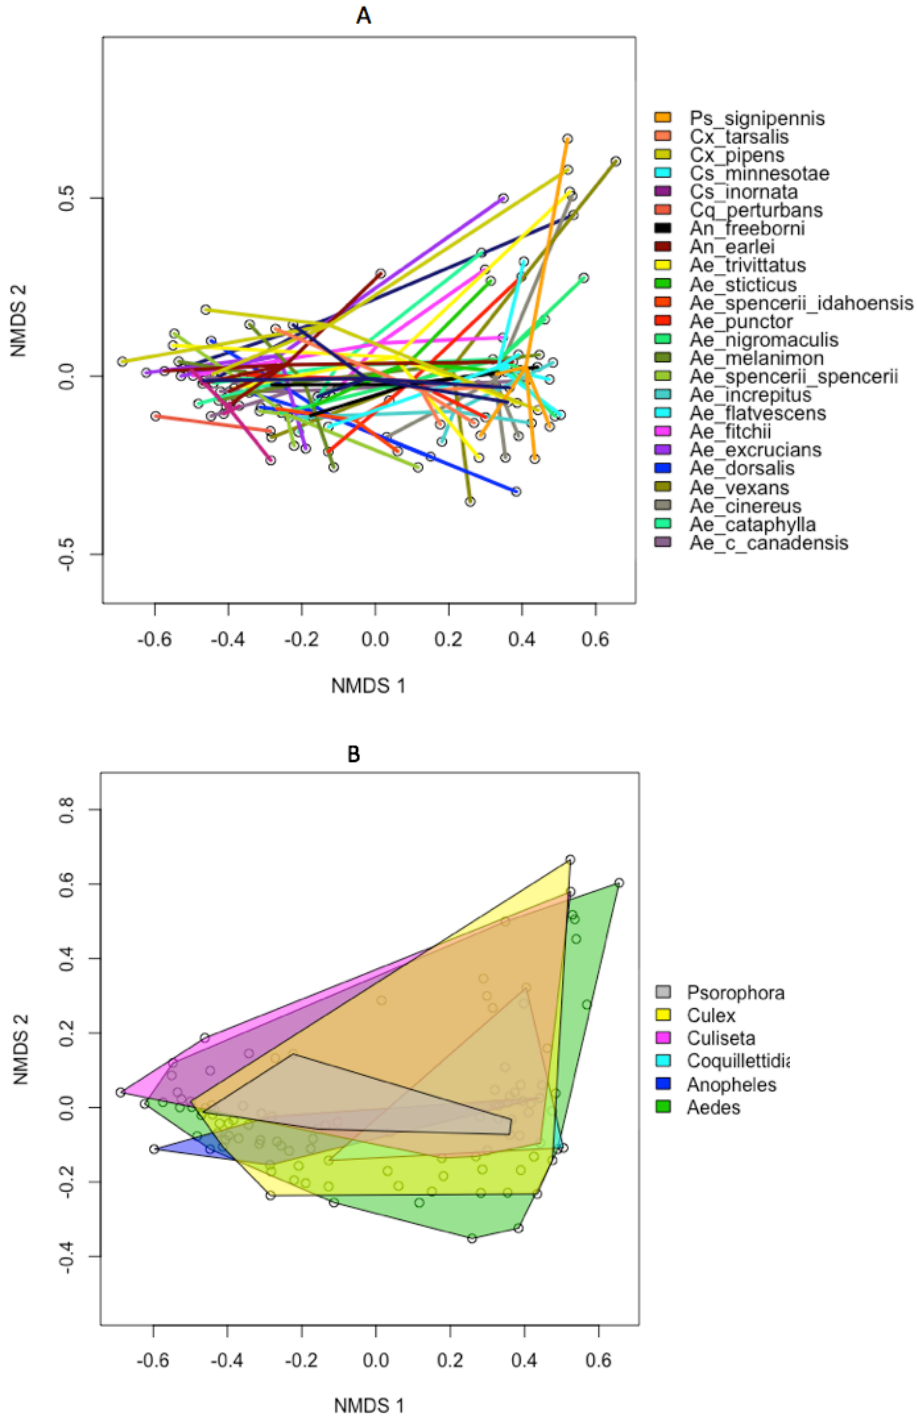 A
0.5
0.0
-0.5
NMDS 2
-0.6 -0.4 -0.2 0.0 0.2 0.4 0.6
NMDS 1
Ps_signipennis
Cx_tarsalis
Cx_pipens
Cs_minnesotae
Cs_inornata
Cq_perturbans
An_freeborni
An_earlei
Ae_trivittatus
Ae_sticticus
Ae_spencerii_idahoensis
Ae_punctor
Ae_nigromaculis
Ae_melanimon
Ae_spencerii_spencerii
Ae_increpitus
Ae_flatvescens
Ae_fitchii
Ae_excrucians
Ae_dorsalis
Ae_vexans
Ae_cinereus
Ae_cataphylla
Ae_c_canadensis
B
0.8
0.6
0.4
0.2
0.0
-0.2
-0.4
NMDS 2
-0.6 -0.4 -0.2 0.0 0.2 0.4 0.6
NMDS 1
Psorophora
Culex
Culiseta
Coquillettidia
Anopheles
Aedes